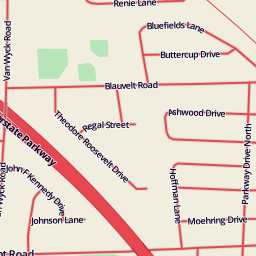 Renie Lane
Bluefields Lane
Van Wyck Road
Buttercup Drive
Blauvelt Road
Ashwood Drive
Theodore Roosevelt Drive
Regal Street
Parkway
Parkway Drive North
John F Kennedy Drive
Hoffman Lane
Johnson Lane
Moehring Drive
Road